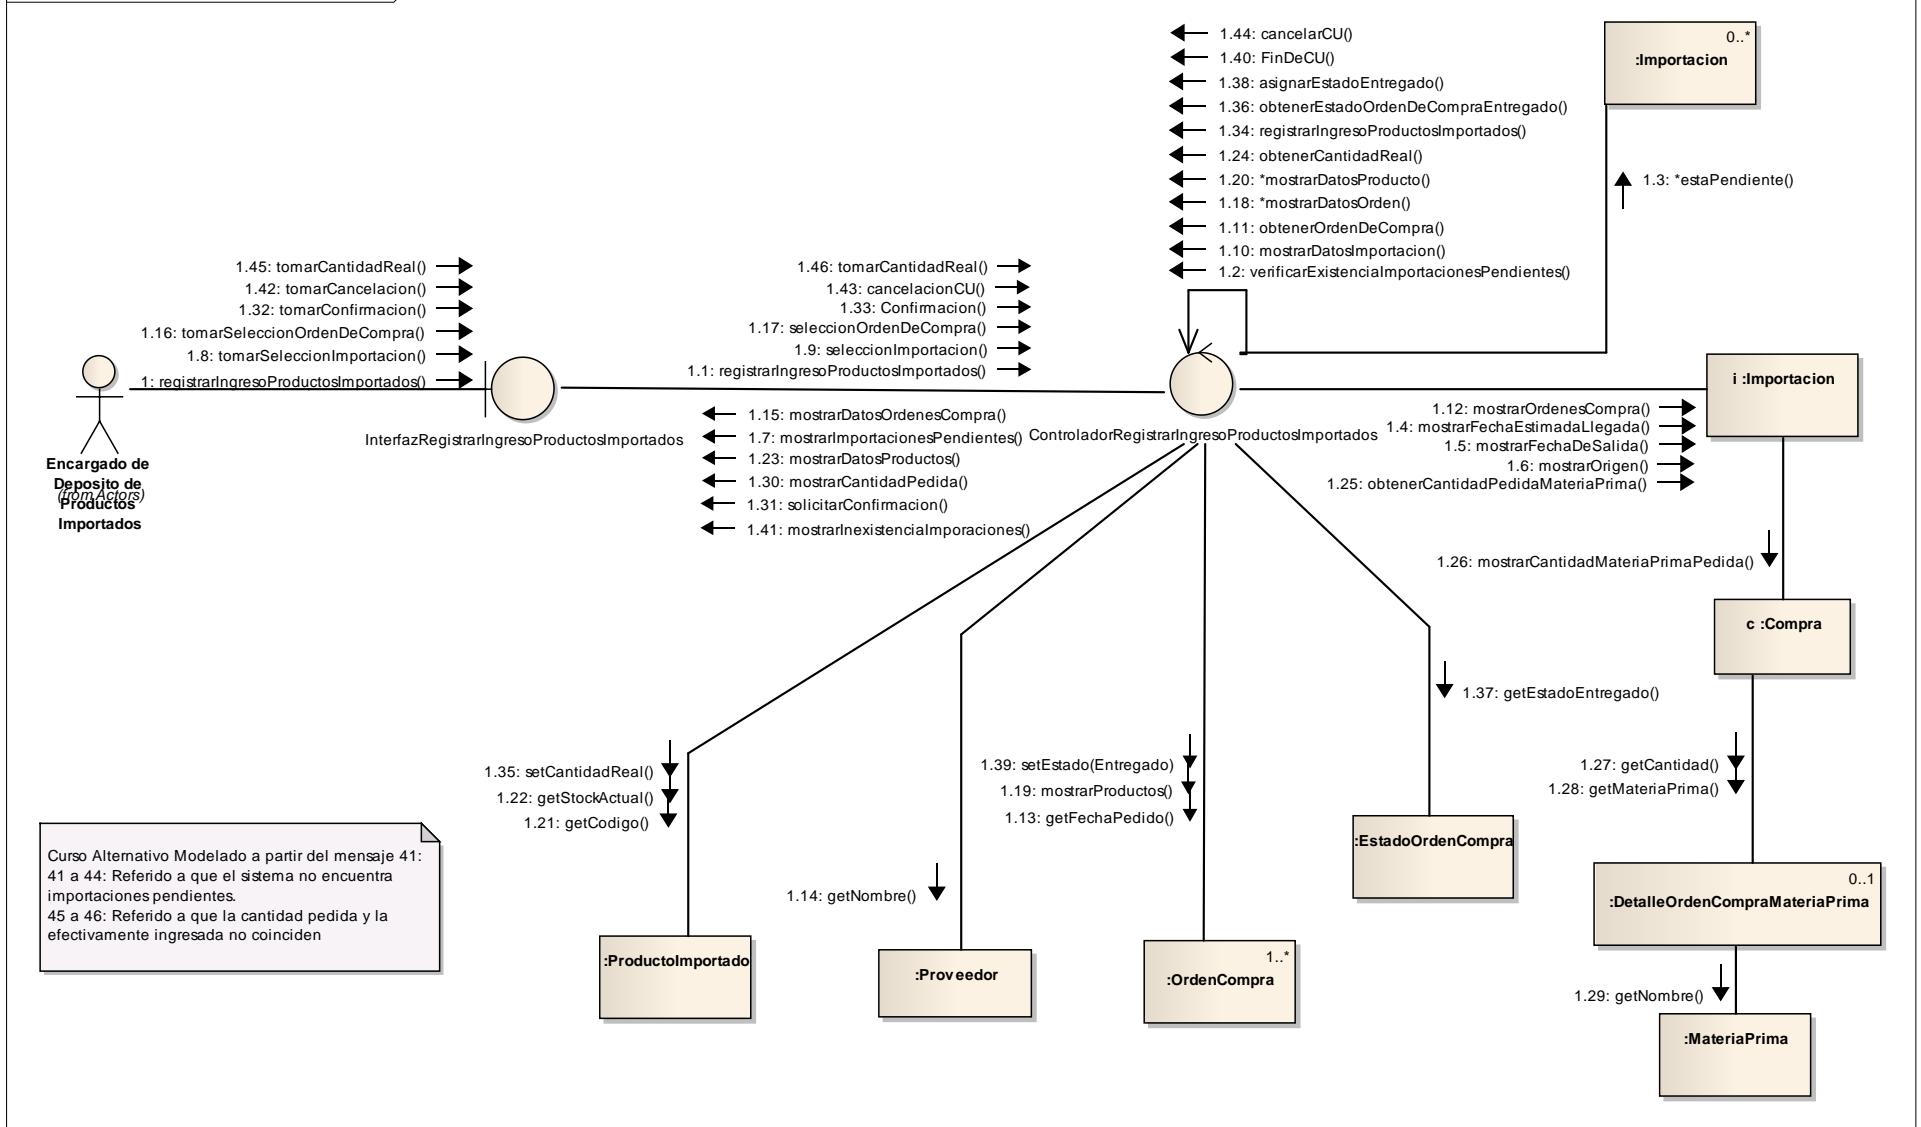 1.44: cancelarCU()
1.40: FinDeCU()
1.38: asignarEstadoEntregado()
1.36: obtenerEstadoOrdenDeCompraEntregado()
1.34: registrarIngresoProductosImportados()
1.24: obtenerCantidadReal()
1.20: *mostrarDatosProducto()
1.18: *mostrarDatosOrden()
1.11: obtenerOrdenDeCompra()
1.10: mostrarDatosImportacion()
1.2: verificarExistenciaImportacionesPendientes()
0..*
:Importacion
1.3: *estaPendiente()
1.45: tomarCantidadReal()
1.42: tomarCancelacion()
1.32: tomarConfirmacion()
1.16: tomarSeleccionOrdenDeCompra()
1.8: tomarSeleccionImportacion()
1: registrarIngresoProductosImportados()
1.46: tomarCantidadReal()
1.43: cancelacionCU()
1.33: Confirmacion()
1.17: seleccionOrdenDeCompra()
1.9: seleccionImportacion()
1.1: registrarIngresoProductosImportados()
Encargado de
Deposito de
Productos
Importados
(from Actors)
InterfazRegistrarIngresoProductosImportados
1.15: mostrarDatosOrdenesCompra()
1.7: mostrarImportacionesPendientes()
1.23: mostrarDatosProductos()
1.30: mostrarCantidadPedida()
1.31: solicitarConfirmacion()
1.41: mostrarInexistenciaImporaciones()
ControladorRegistrarIngresoProductosImportados
i :Importacion
1.12: mostrarOrdenesCompra()
1.4: mostrarFechaEstimadaLlegada()
1.5: mostrarFechaDeSalida()
1.6: mostrarOrigen()
1.25: obtenerCantidadPedidaMateriaPrima()
1.26: mostrarCantidadMateriaPrimaPedida()
c :Compra
1.37: getEstadoEntregado()
1.27: getCantidad()
1.28: getMateriaPrima()
1.35: setCantidadReal()
1.22: getStockActual()
1.21: getCodigo()
1.39: setEstado(Entregado)
1.19: mostrarProductos()
1.13: getFechaPedido()
1.14: getNombre()
:EstadoOrdenCompra
0..1
:DetalleOrdenCompraMateriaPrima
Curso Alternativo Modelado a partir del mensaje 41:
41 a 44: Referido a que el sistema no encuentra
importaciones pendientes.
45 a 46: Referido a que la cantidad pedida y la
efectivamente ingresada no coinciden
:ProductoImportado
:Proveedor
1..*
:OrdenCompra
1.29: getNombre()
:MateriaPrima